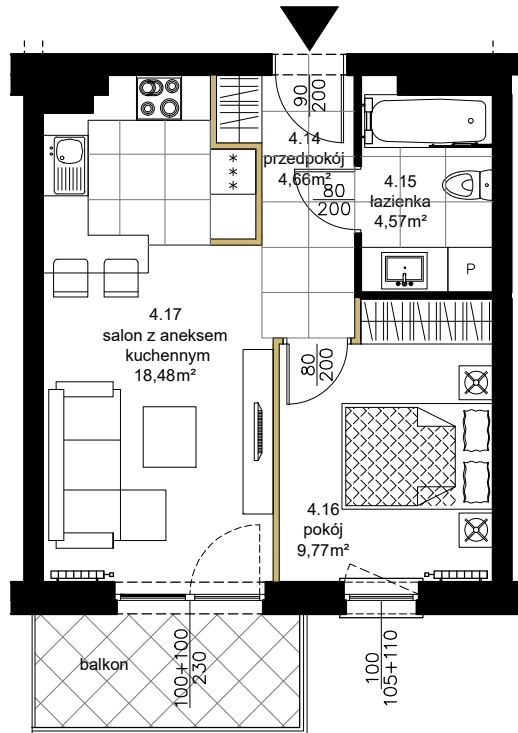 90
200
4.14
przedpokój
4,66m²
80
200
4.15
łazienka
4,57m²
***
P
4.17
salon z aneksem
kuchennym
18,48m²
80
200
4.16
pokój
9,77m²
balkon
100+100
230
100
105+110